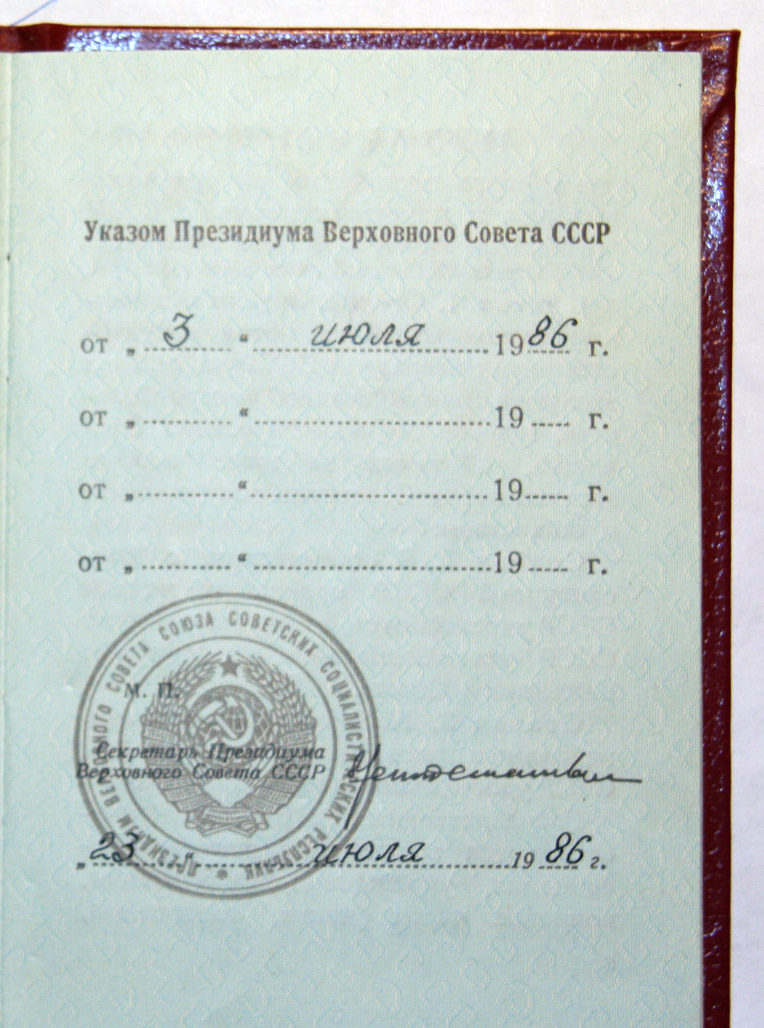 Указом Президиума Верховного Совета СССР
от „ 3 “ июля 1986 г.
от „ “ 19 г.
от „ “ 19 г.
от „ “ 19 г.
ПРЕЗИДИУМ ВЕРХОВНОГО СОВЕТА СОЮЗА СОВЕТСКИХ СОЦИАЛИСТИЧЕСКИХ РЕСПУБЛИК
М. П.
Секретарь Президиума
Верховного Совета СССР
„ 23 “ июля 1986 г.